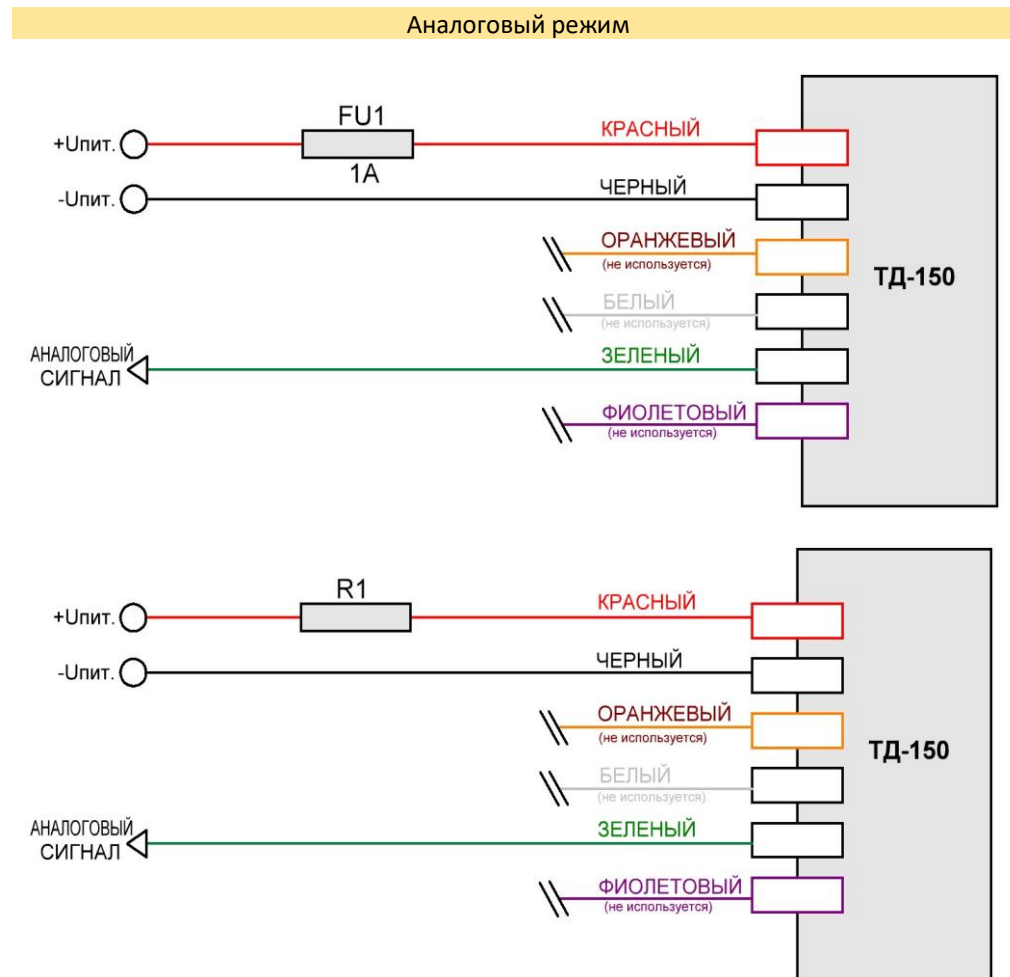 Аналоговый режим
FU1
КРАСНЫЙ
+Uпит.
1А
ЧЕРНЫЙ
-Uпит.
ОРАНЖЕВЫЙ
(не используется)
ТД-150
БЕЛЫЙ
(не используется)
АНАЛОГОВЫЙ
СИГНАЛ
ЗЕЛЕНЫЙ
ФИОЛЕТОВЫЙ
(не используется)
R1
КРАСНЫЙ
+Uпит.
ЧЕРНЫЙ
-Uпит.
ОРАНЖЕВЫЙ
(не используется)
ТД-150
БЕЛЫЙ
(не используется)
АНАЛОГОВЫЙ
СИГНАЛ
ЗЕЛЕНЫЙ
ФИОЛЕТОВЫЙ
(не используется)